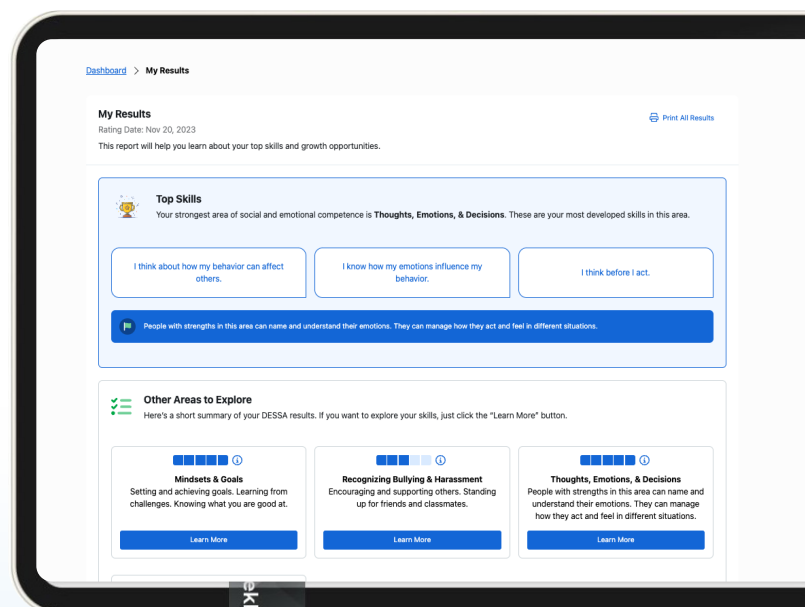 Dashboard > My Results
My Results
Print All Results
Rating Date: Nov 20, 2023
This report will help you learn about your top skills and growth opportunities.
Top Skills
Your strongest area of social and emotional competence is Thoughts, Emotions, & Decisions. These are your most developed skills in this area.
I think about how my behavior can affect
others.
I know how my emotions influence my
behavior.
I think before I act.
People with strengths in this area can name and understand their emotions. They can manage how they act and feel in different situations.
Other Areas to Explore
Here's a short summary of your DESSA results. If you want to explore your skills, just click the "Learn More" button.
Mindsets & Goals
Setting and achieving goals. Learning from
challenges. Knowing what you are good at.
Learn More
Recognizing Bullying & Harassment
Encouraging and supporting others. Standing
up for friends and classmates.
Learn More
Thoughts, Emotions, & Decisions
People with strengths in this area can name and
understand their emotions. They can manage
how they act and feel in different situations.
Learn More